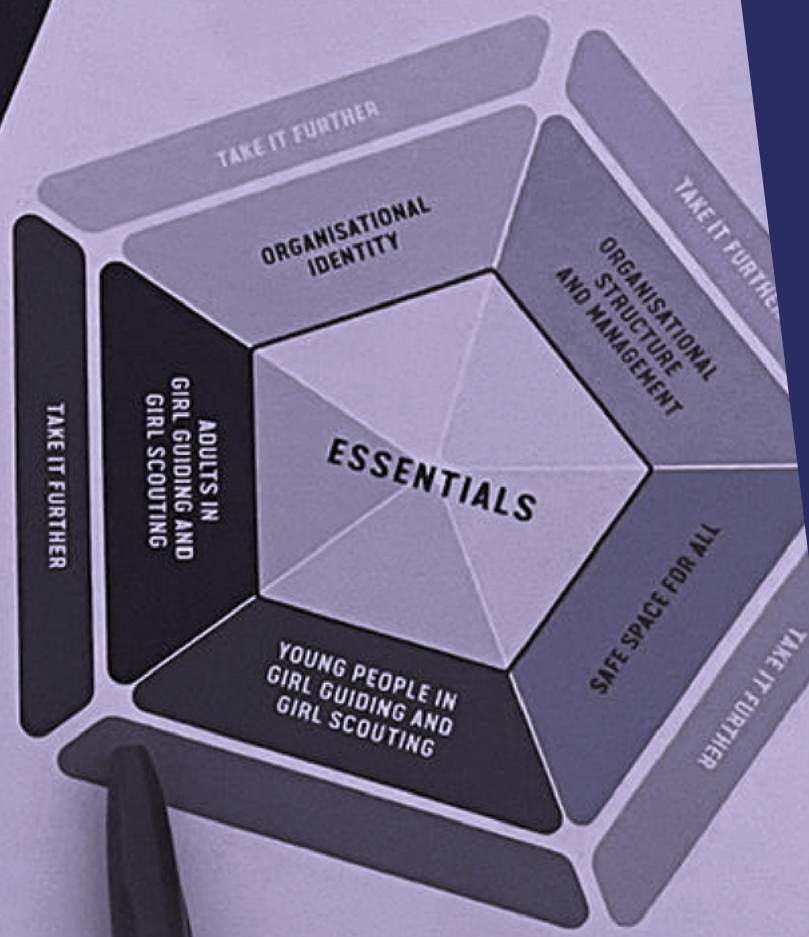 TAKE IT FURTHER
ORGANISATIONAL
IDENTITY
TAKE IT FURTHER
ORGANISATIONAL
STRUCTURE
AND MANAGEMENT
TAKE IT FURTHER
ADULTS IN
GIRL GUIDING AND
GIRL SCOUTING
ESSENTIALS
SAFE SPACE FOR ALL
TAKE IT FURTHER
YOUNG PEOPLE IN
GIRL GUIDING AND
GIRL SCOUTING